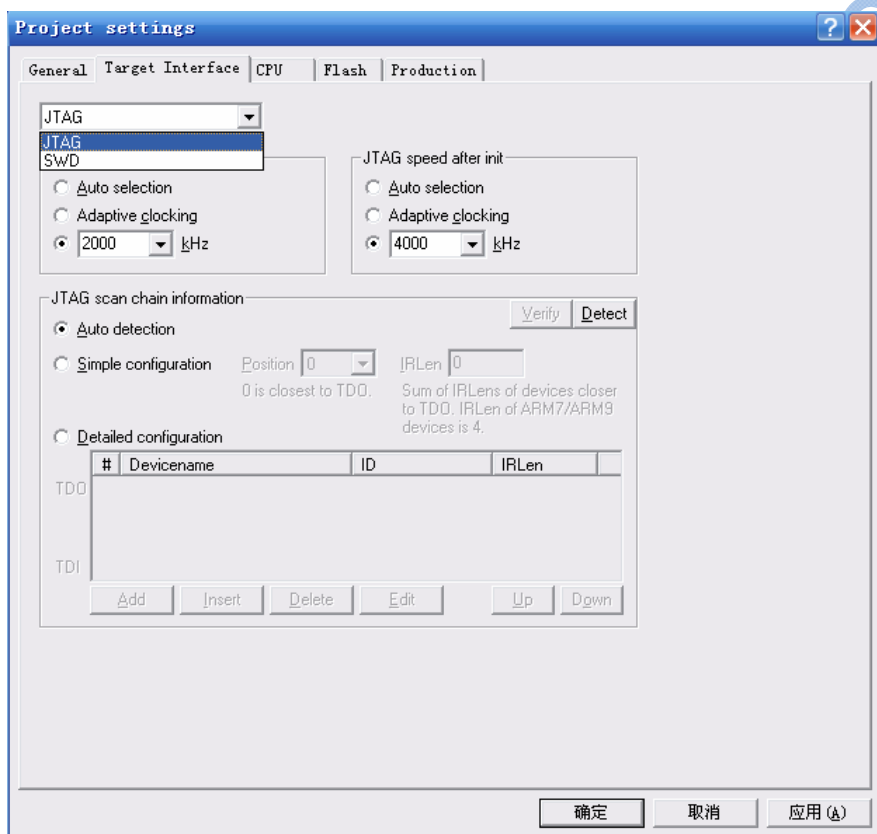 Project settings
General Target Interface CPU Flash Production
JTAG
JTAG
SWD
JTAG speed after init
Auto selection Auto selection
Adaptive clocking Adaptive clocking
2000 kHz 4000 kHz
JTAG scan chain information
Verify Detect
Auto detection
Simple configuration Position 0 IRLen 0
0 is closest to TDO. Sum of IRLens of devices closer
to TDO. IRLen of ARM7/ARM9
devices is 4.
Detailed configuration
# Devicename ID IRLen
TDO
TDI
Add Insert Delete Edit Up Down
确定 取消 应用(A)